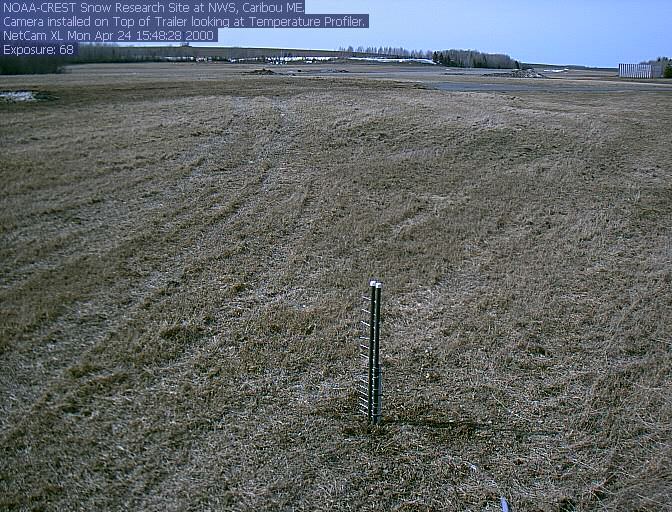 NOAA-CREST Snow Research Site at NWS, Caribou ME.
Camera installed on Top of Trailer looking at Temperature Profiler.
NetCam XL Mon Apr 24 15:48:28 2000
Exposure: 68